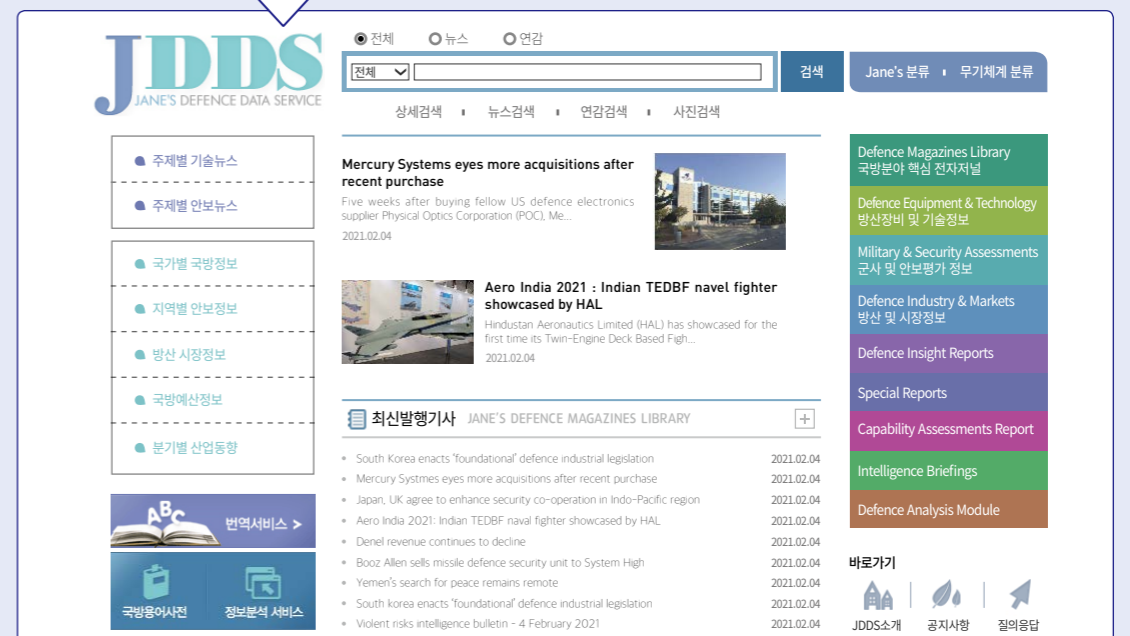 JDDS
JANE'S DEFENCE DATA SERVICE
전체 뉴스 연감
전체
검색
Jane's 분류 무기체계 분류
상세검색 뉴스검색 연감검색 사진검색
주제별 기술뉴스
주제별 안보뉴스
국가별 국방정보
지역별 안보정보
방산 시장정보
국방예산정보
분기별 산업동향
ABC
번역서비스 >
국방용어사전
정보분석 서비스
Mercury Systems eyes more acquisitions after
recent purchase
Five weeks after buying fellow US defence electronics
supplier Physical Optics Corporation (POC), Me...
2021.02.04
Aero India 2021 : Indian TEDBF navel fighter
showcased by HAL
Hindustan Aeronautics Limited (HAL) has showcased for the
first time its Twin-Engine Deck Based Figh...
2021.02.04
최신발행기사 JANE'S DEFENCE MAGAZINES LIBRARY
South Korea enacts 'foundational' defence industrial legislation 2021.02.04
Mercury Systmes eyes more acquisitions after recent purchase 2021.02.04
Japan, UK agree to enhance security co-operation in Indo-Pacific region 2021.02.04
Aero India 2021: Indian TEDBF naval fighter showcased by HAL 2021.02.04
Denel revenue continues to decline 2021.02.04
Booz Allen sells missile defence security unit to System High 2021.02.04
Yemen's search for peace remains remote 2021.02.04
South korea enacts 'foundational' defence industrial legislation 2021.02.04
Violent risks intelligence bulletin - 4 February 2021 2021.02.04
Defence Magazines Library
국방분야 핵심 전자저널
Defence Equipment & Technology
방산장비 및 기술정보
Military & Security Assessments
군사 및 안보평가 정보
Defence Industry & Markets
방산 및 시장정보
Defence Insight Reports
Special Reports
Capability Assessments Report
Intelligence Briefings
Defence Analysis Module
바로가기
JDDS소개 공지사항 질의응답